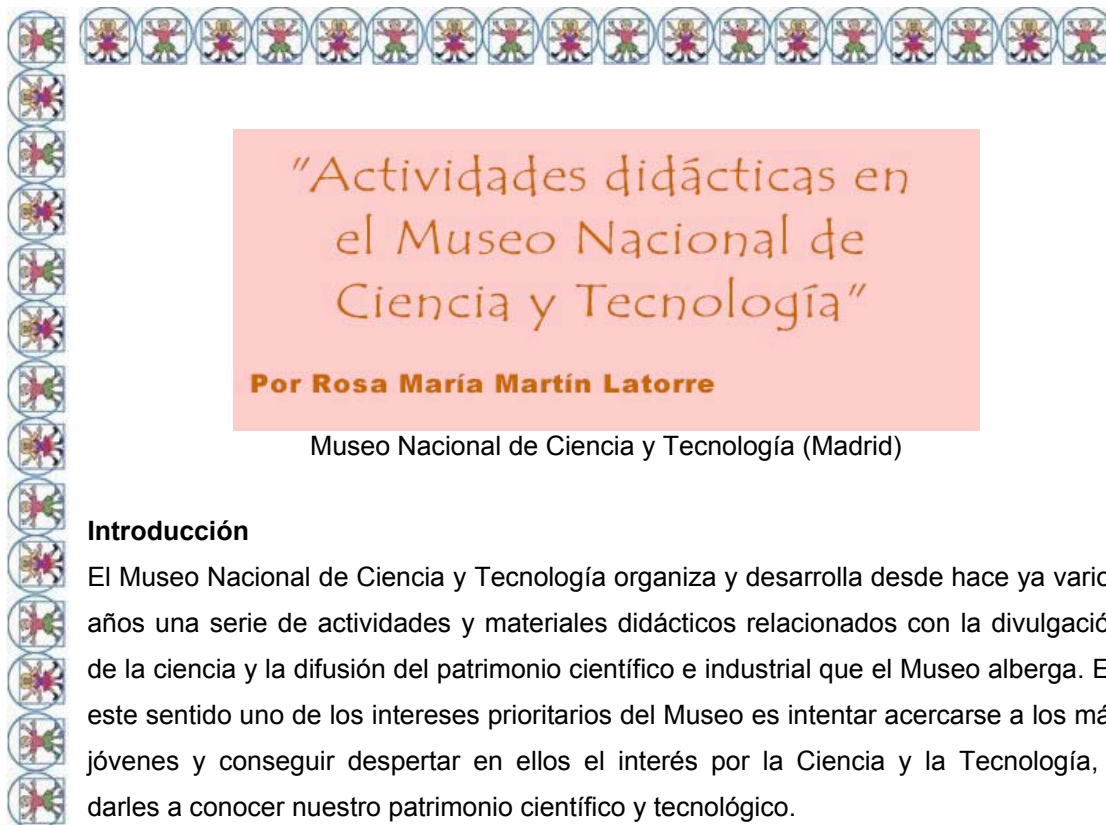 "Actividades didácticas en
el Museo Nacional de
Ciencia y Tecnología"
Por Rosa María Martín Latorre
Museo Nacional de Ciencia y Tecnología (Madrid)
Introducción
El Museo Nacional de Ciencia y Tecnología organiza y desarrolla desde hace ya vario
años una serie de actividades y materiales didácticos relacionados con la divulgació
de la ciencia y la difusión del patrimonio científico e industrial que el Museo alberga. E
este sentido uno de los intereses prioritarios del Museo es intentar acercarse a los má
jóvenes y conseguir despertar en ellos el interés por la Ciencia y la Tecnología,
darles a conocer nuestro patrimonio científico y tecnológico.